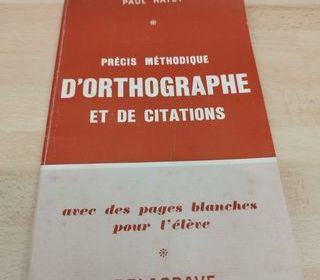 PAUL
PRÉCIS MÉTHODIQUE
D'ORTHOGRAPHE
ET DE CITATIONS
avec des pages blanches
pour l'élève
DELAGRAVE